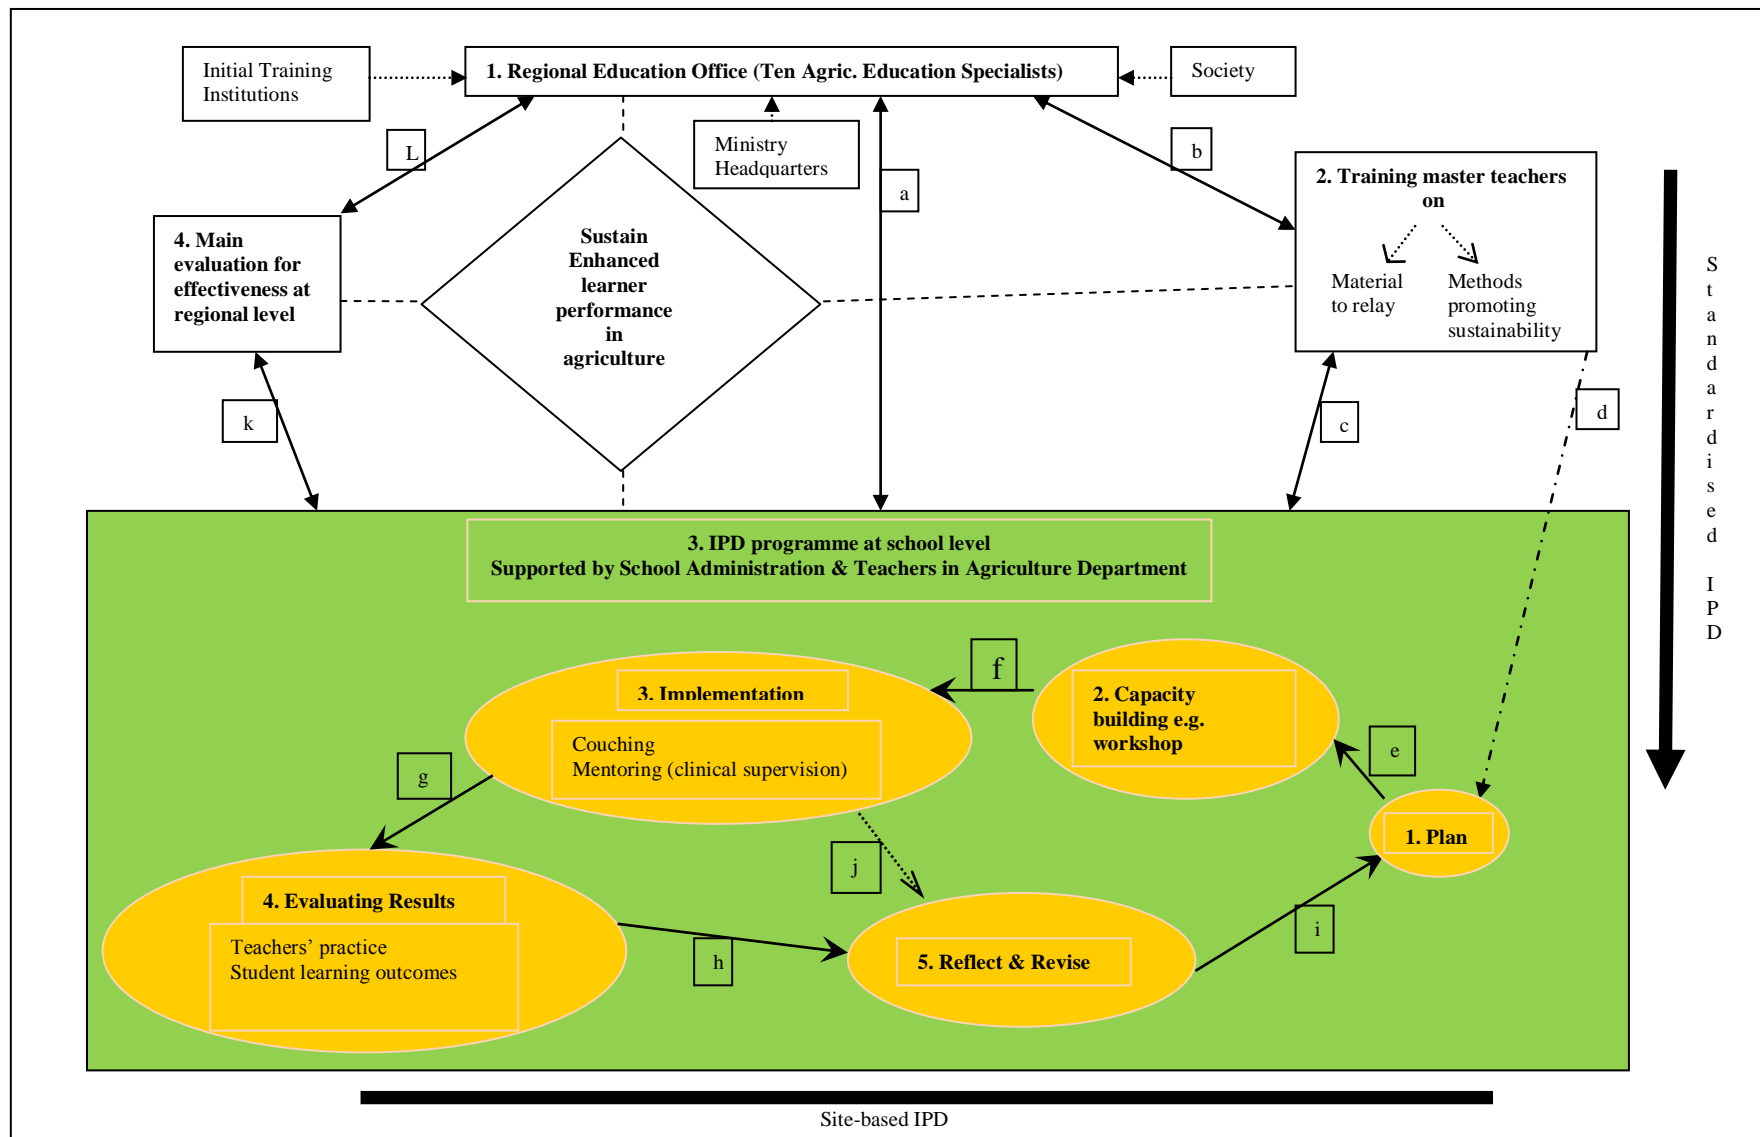 Initial Training
Institutions
1. Regional Education Office (Ten Agric. Education Specialists)
Society
Ministry
Headquarters
L
a
b
2. Training master teachers
on
Material
to relay
Methods
promoting
sustainability
4. Main
evaluation for
effectiveness at
regional level
Sustain
Enhanced
learner
performance
in
agriculture
k
c
d
Standardised IPD
3. IPD programme at school level
Supported by School Administration & Teachers in Agriculture Department
f
3. Implementation
Couching
Mentoring (clinical supervision)
2. Capacity
building e.g.
workshop
e
g
1. Plan
j
4. Evaluating Results
Teachers’ practice
Student learning outcomes
h
5. Reflect & Revise
i
Site-based IPD